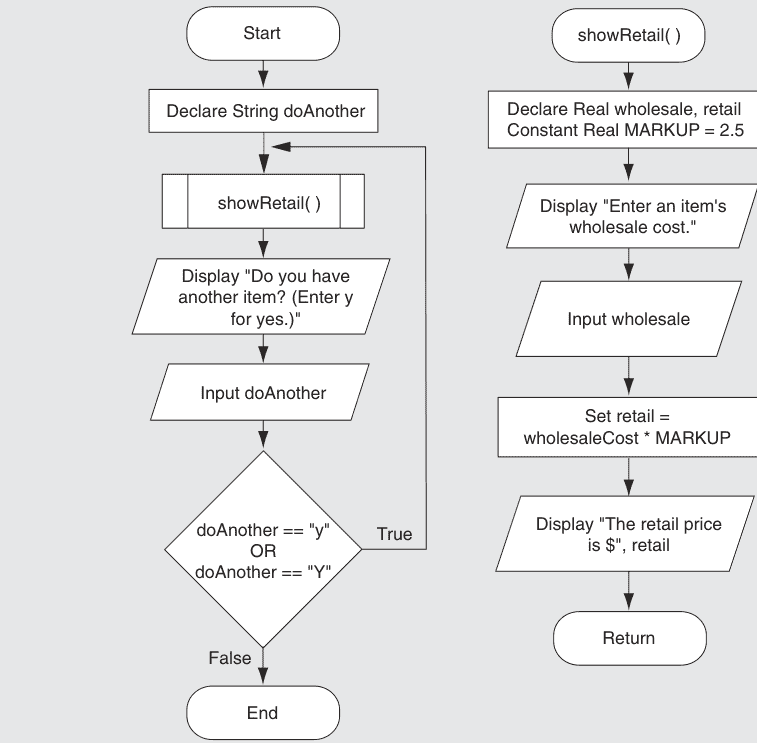 Start
Declare String doAnother
showRetail( )
Display "Do you have
another item? (Enter y
for yes.)"
Input doAnother
doAnother == "y"
OR
doAnother == "Y"
True
False
End
showRetail( )
Declare Real wholesale, retail
Constant Real MARKUP = 2.5
Display "Enter an item's
wholesale cost."
Input wholesale
Set retail =
wholesaleCost * MARKUP
Display "The retail price
is $", retail
Return